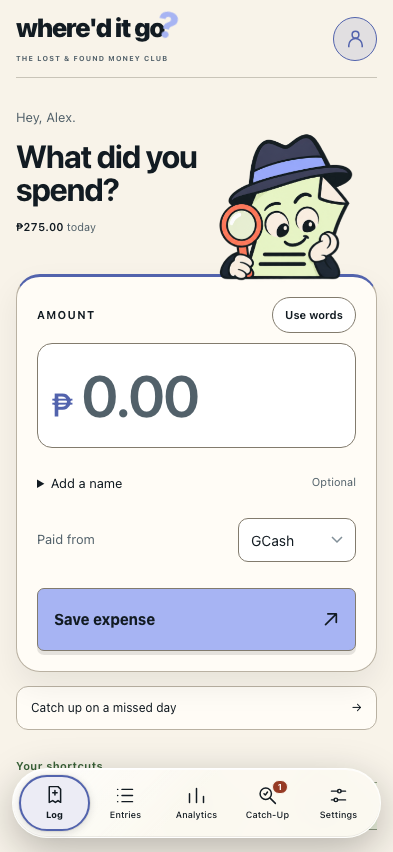 where'd it go?
THE LOST & FOUND MONEY CLUB
Hey, Alex.
What did you
spend?
₱275.00 today
AMOUNT
Use words
₱ 0.00
Add a name
Optional
Paid from
GCash
Save expense
Catch up on a missed day
Your shortcuts
1
Log
Entries
Analytics
Catch-Up
Settings